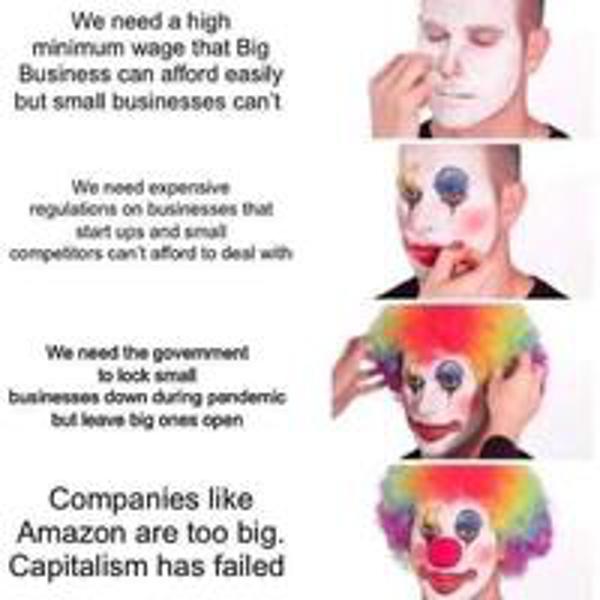 We need a high
minimum wage that Big
Business can afford easily
but small businesses can't
We need expensive
regulations on businesses that
start ups and small
competitors can't afford to deal with
We need the government
to lock small
businesses down during pandemic
but leave big ones open
Companies like
Amazon are too big.
Capitalism has failed